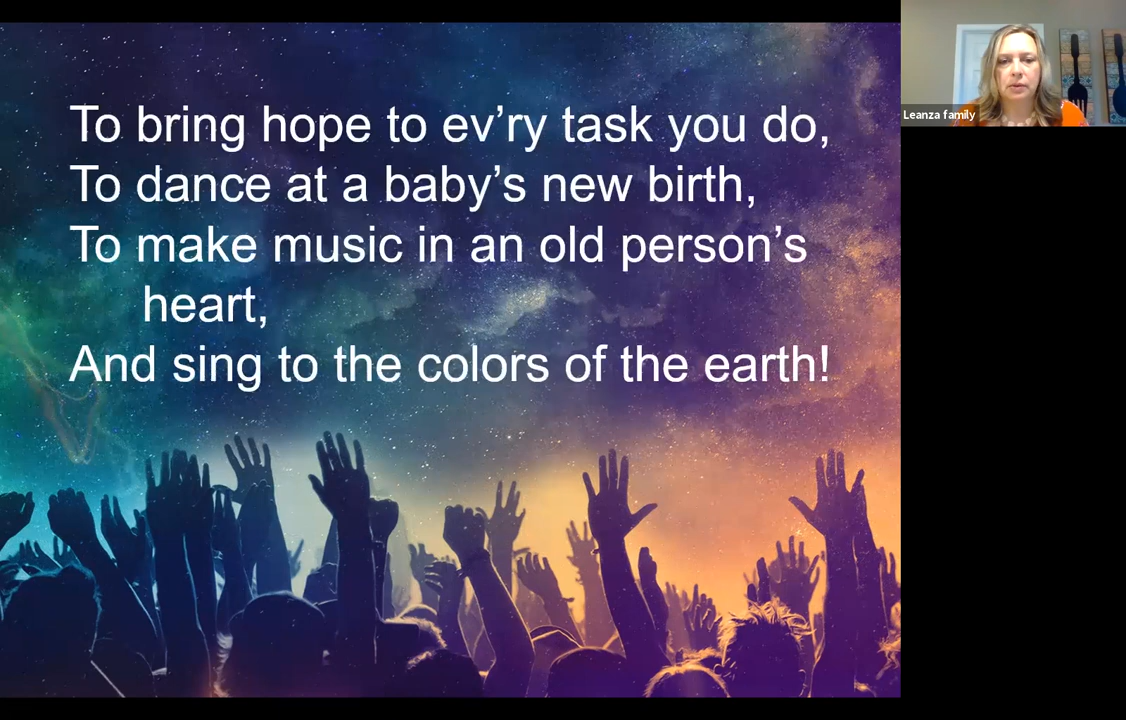 To bring hope to ev’ry task you do,
To dance at a baby’s new birth,
To make music in an old person’s
heart,
And sing to the colors of the earth!
Leanza family